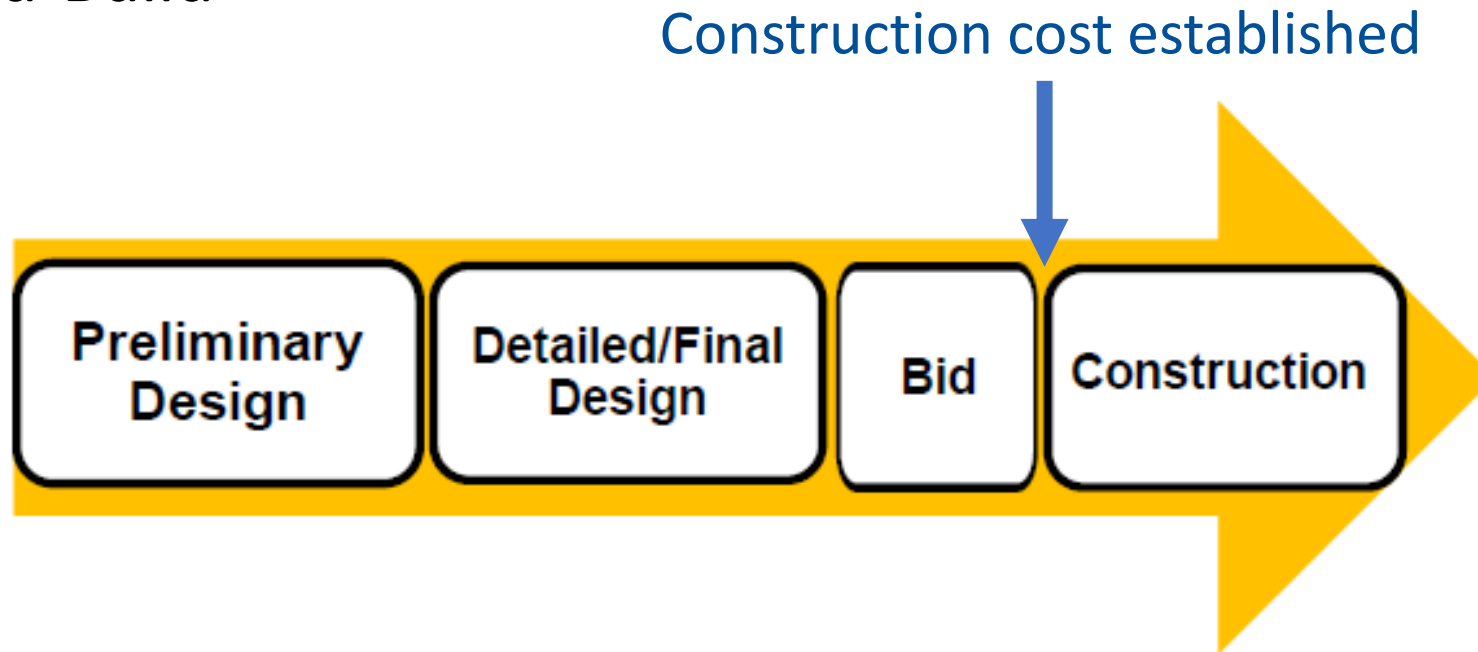 Construction cost established
Preliminary
Design
Detailed/Final
Design
Bid
Construction